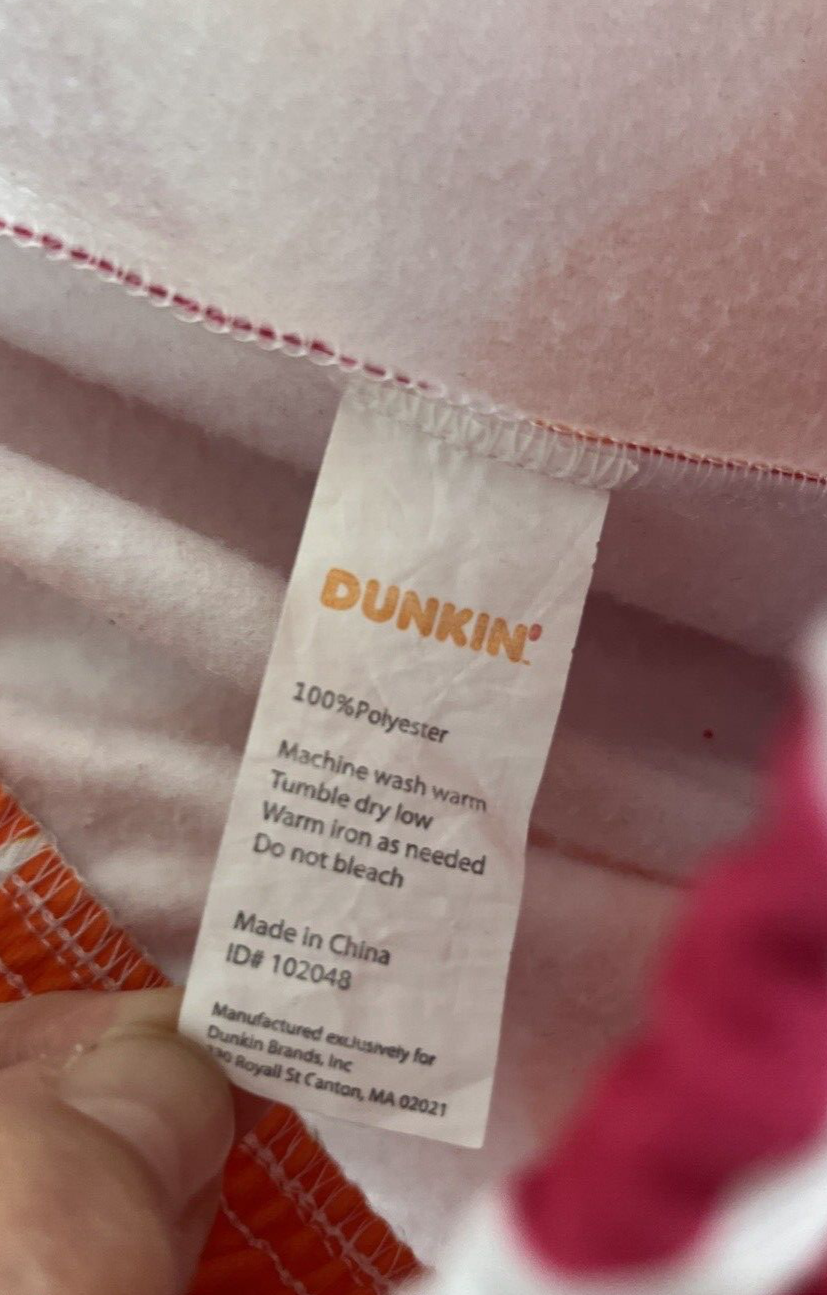 DUNKIN'™
100%Polyester
Machine wash warm
Tumble dry low
Warm iron as needed
Do not bleach
Made in China
ID# 102048
Manufactured exclusively for
Dunkin Brands, Inc
Royall St Canton, MA 02021